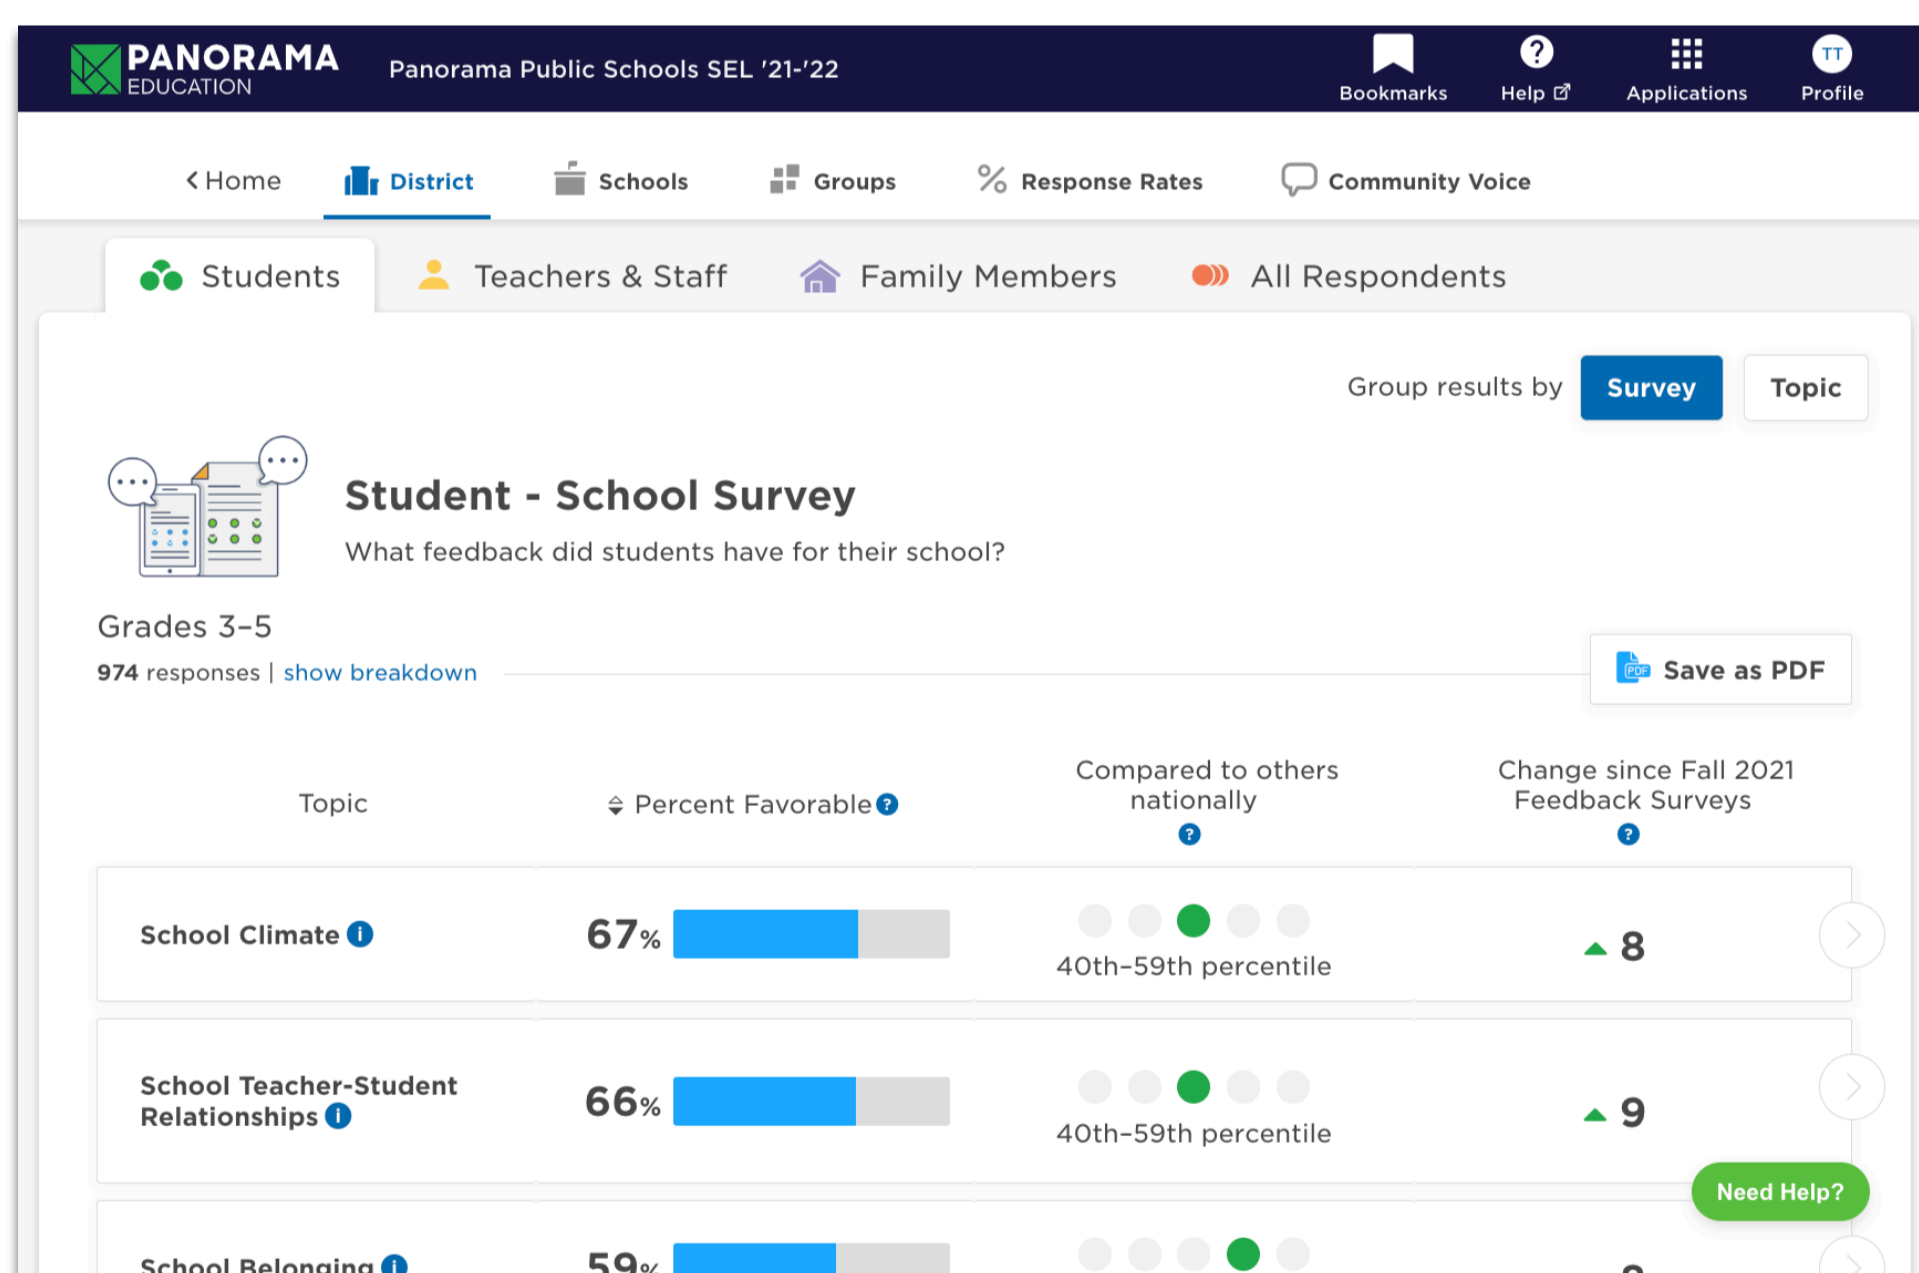 PANORAMA
EDUCATION
Panorama Public Schools SEL '21-'22
Bookmarks
Help
Applications
TT
Profile
Home
District
Schools
Groups
Response Rates
Community Voice
Students
Teachers & Staff
Family Members
All Respondents
Group results by
Survey
Topic
Student - School Survey
What feedback did students have for their school?
Grades 3–5
974 responses | show breakdown
PDF
Save as PDF
Topic
Percent Favorable ?
Compared to others
nationally
?
Change since Fall 2021
Feedback Surveys
?
School Climate i
67%
40th–59th percentile
8
School Teacher-Student
Relationships i
66%
40th–59th percentile
9
Need Help?
School Belonging i
59%